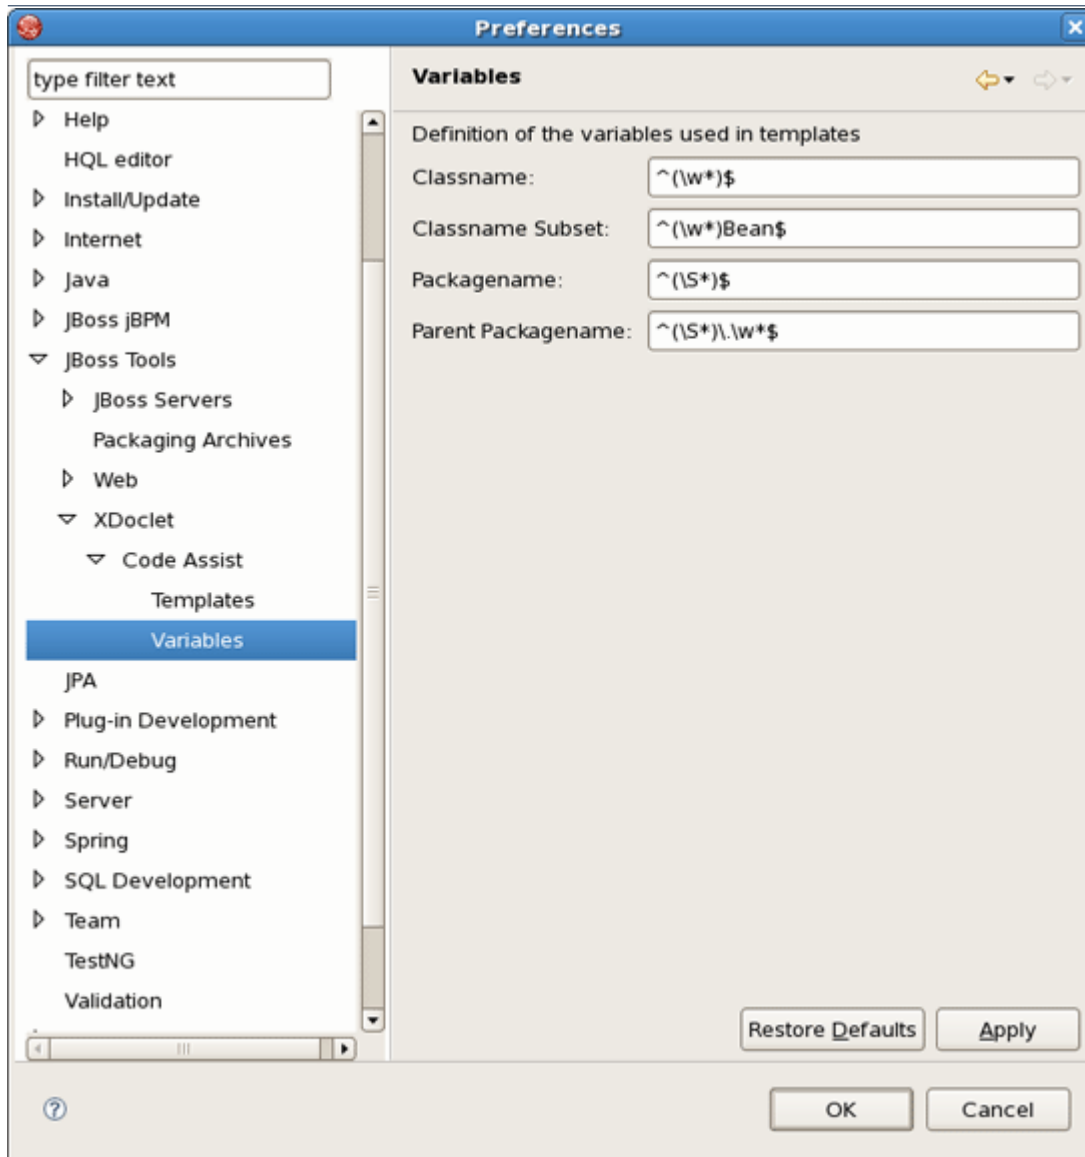 Preferences
type filter text
Help
HQL editor
Install/Update
Internet
Java
JBoss jBPM
JBoss Tools
JBoss Servers
Packaging Archives
Web
XDoclet
Code Assist
Templates
Variables
JPA
Plug-in Development
Run/Debug
Server
Spring
SQL Development
Team
TestNG
Validation
Variables
Definition of the variables used in templates
Classname: ^(\w*)$
Classname Subset: ^(\w*)Bean$
Packagename: ^(\S*)$
Parent Packagename: ^(\S*)\.\w*$
Restore Defaults Apply
OK Cancel